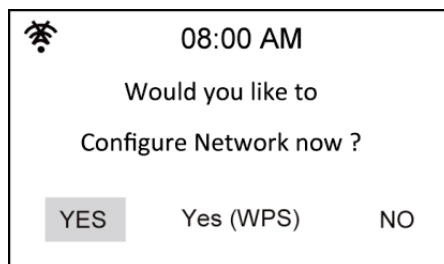 08:00 AM
Would you like to
Configure Network now ?
YES Yes (WPS) NO